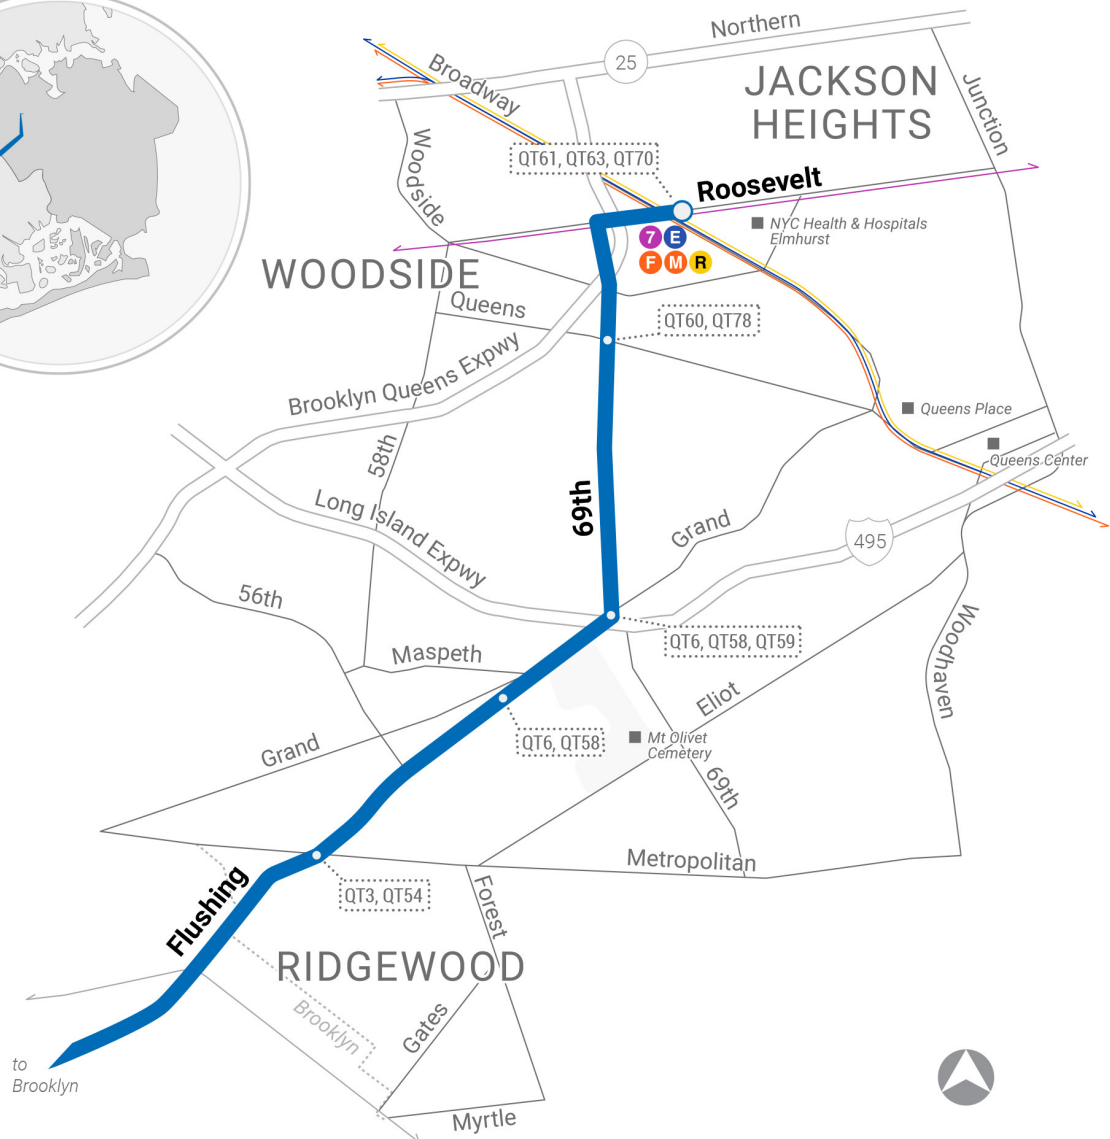 Northern
25
Broadway
JACKSON
HEIGHTS
Junction
Woodside
QT61, QT63, QT70
Roosevelt
NYC Health & Hospitals
Elmhurst
7 E
F M R
WOODSIDE
Queens
QT60, QT78
Brooklyn Queens Expwy
Queens Place
Queens Center
58th
69th
Long Island Expwy
Grand
495
56th
Maspeth
QT6, QT58, QT59
Woodhaven
Eliot
QT6, QT58
Mt Olivet
Cemetery
Grand
69th
Metropolitan
QT3, QT54
Flushing
Forest
RIDGEWOOD
Brooklyn
Gates
to
Brooklyn
Myrtle